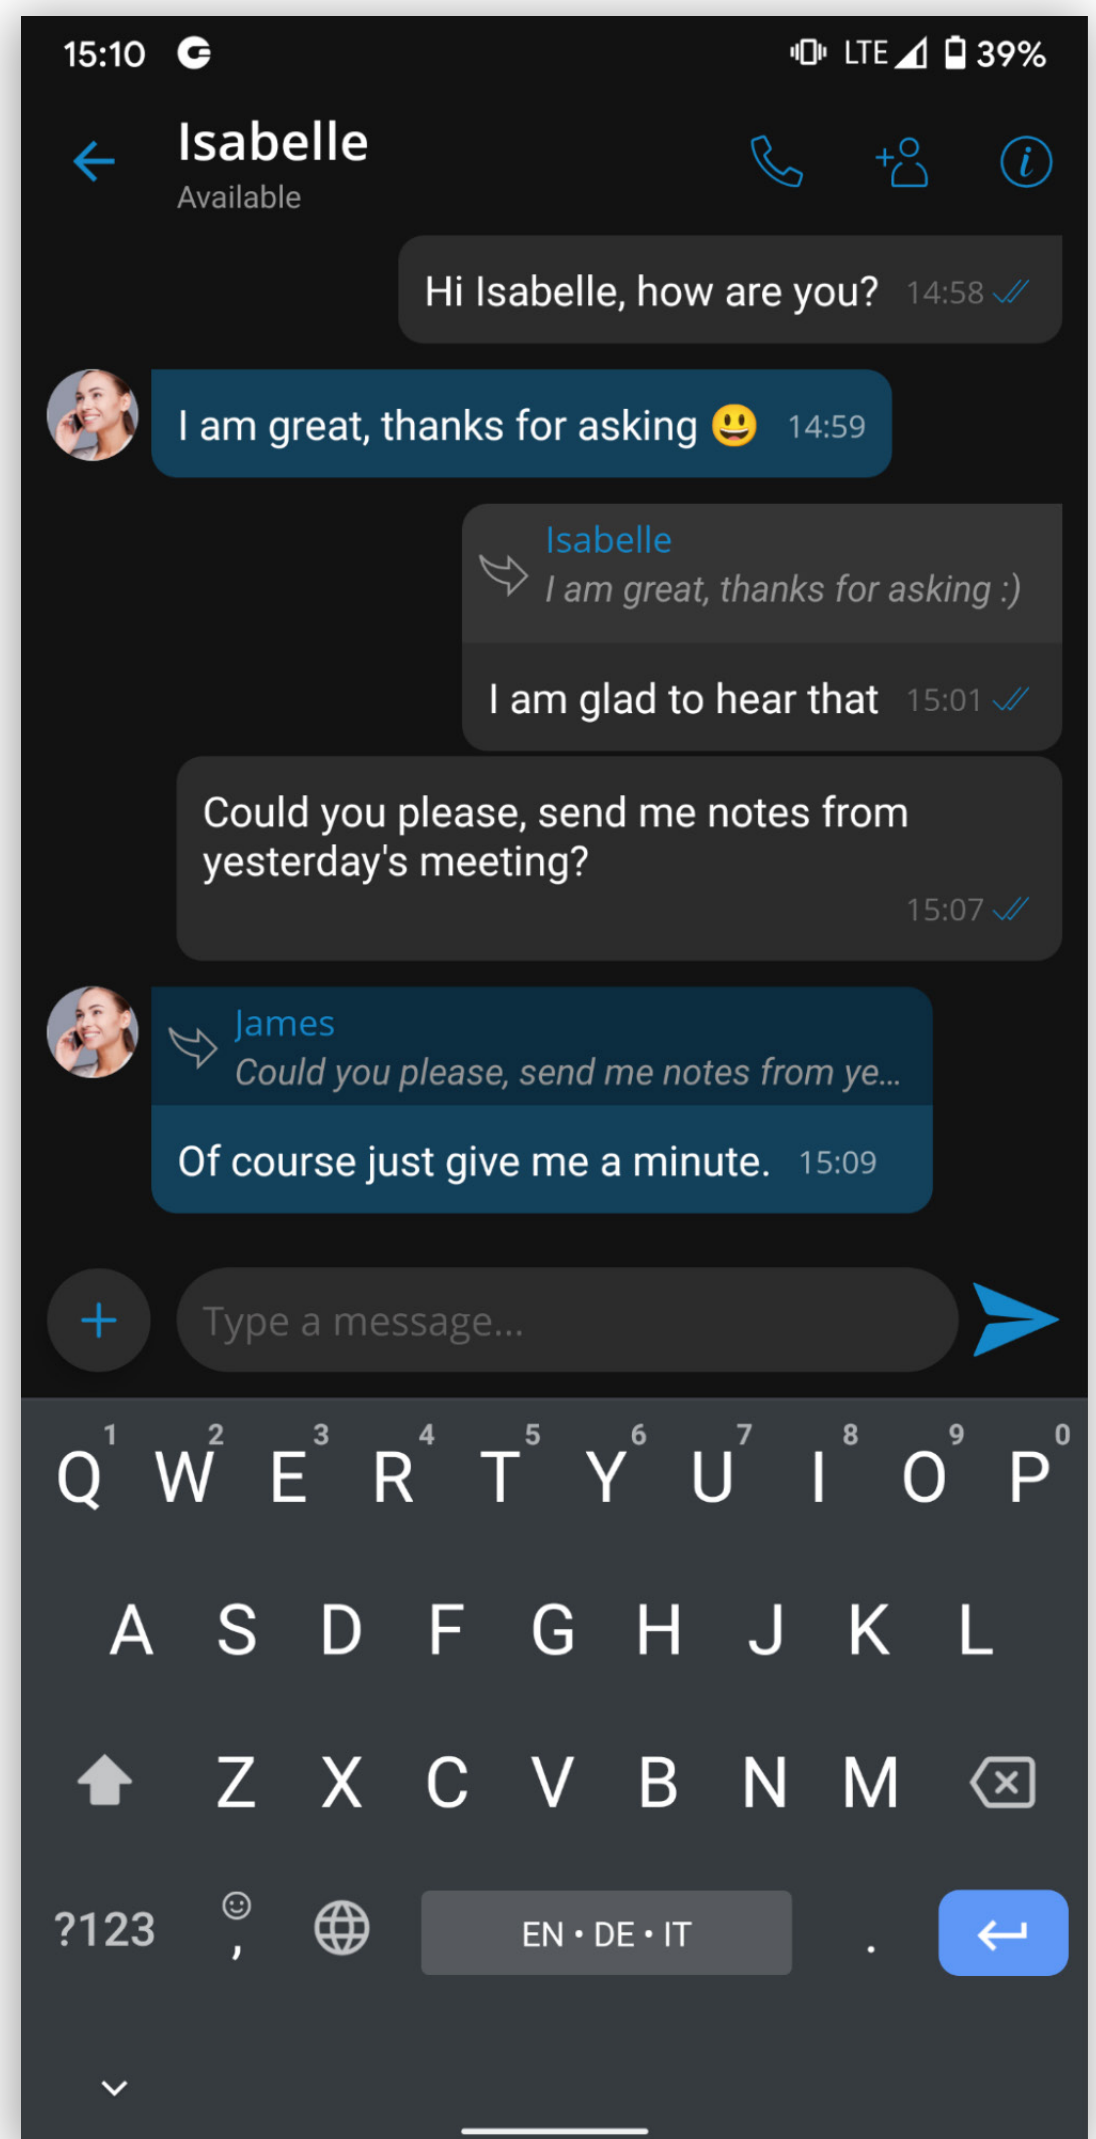 15:10 LTE 39%
Isabelle
Available
Hi Isabelle, how are you? 14:58
I am great, thanks for asking 😃 14:59
Isabelle
I am great, thanks for asking :)
I am glad to hear that 15:01
Could you please, send me notes from
yesterday's meeting?
15:07
James
Could you please, send me notes from ye...
Of course just give me a minute. 15:09
Type a message...
1 2 3 4 5 6 7 8 9 0
Q W E R T Y U I O P
A S D F G H J K L
Z X C V B N M
?123 , EN • DE • IT .